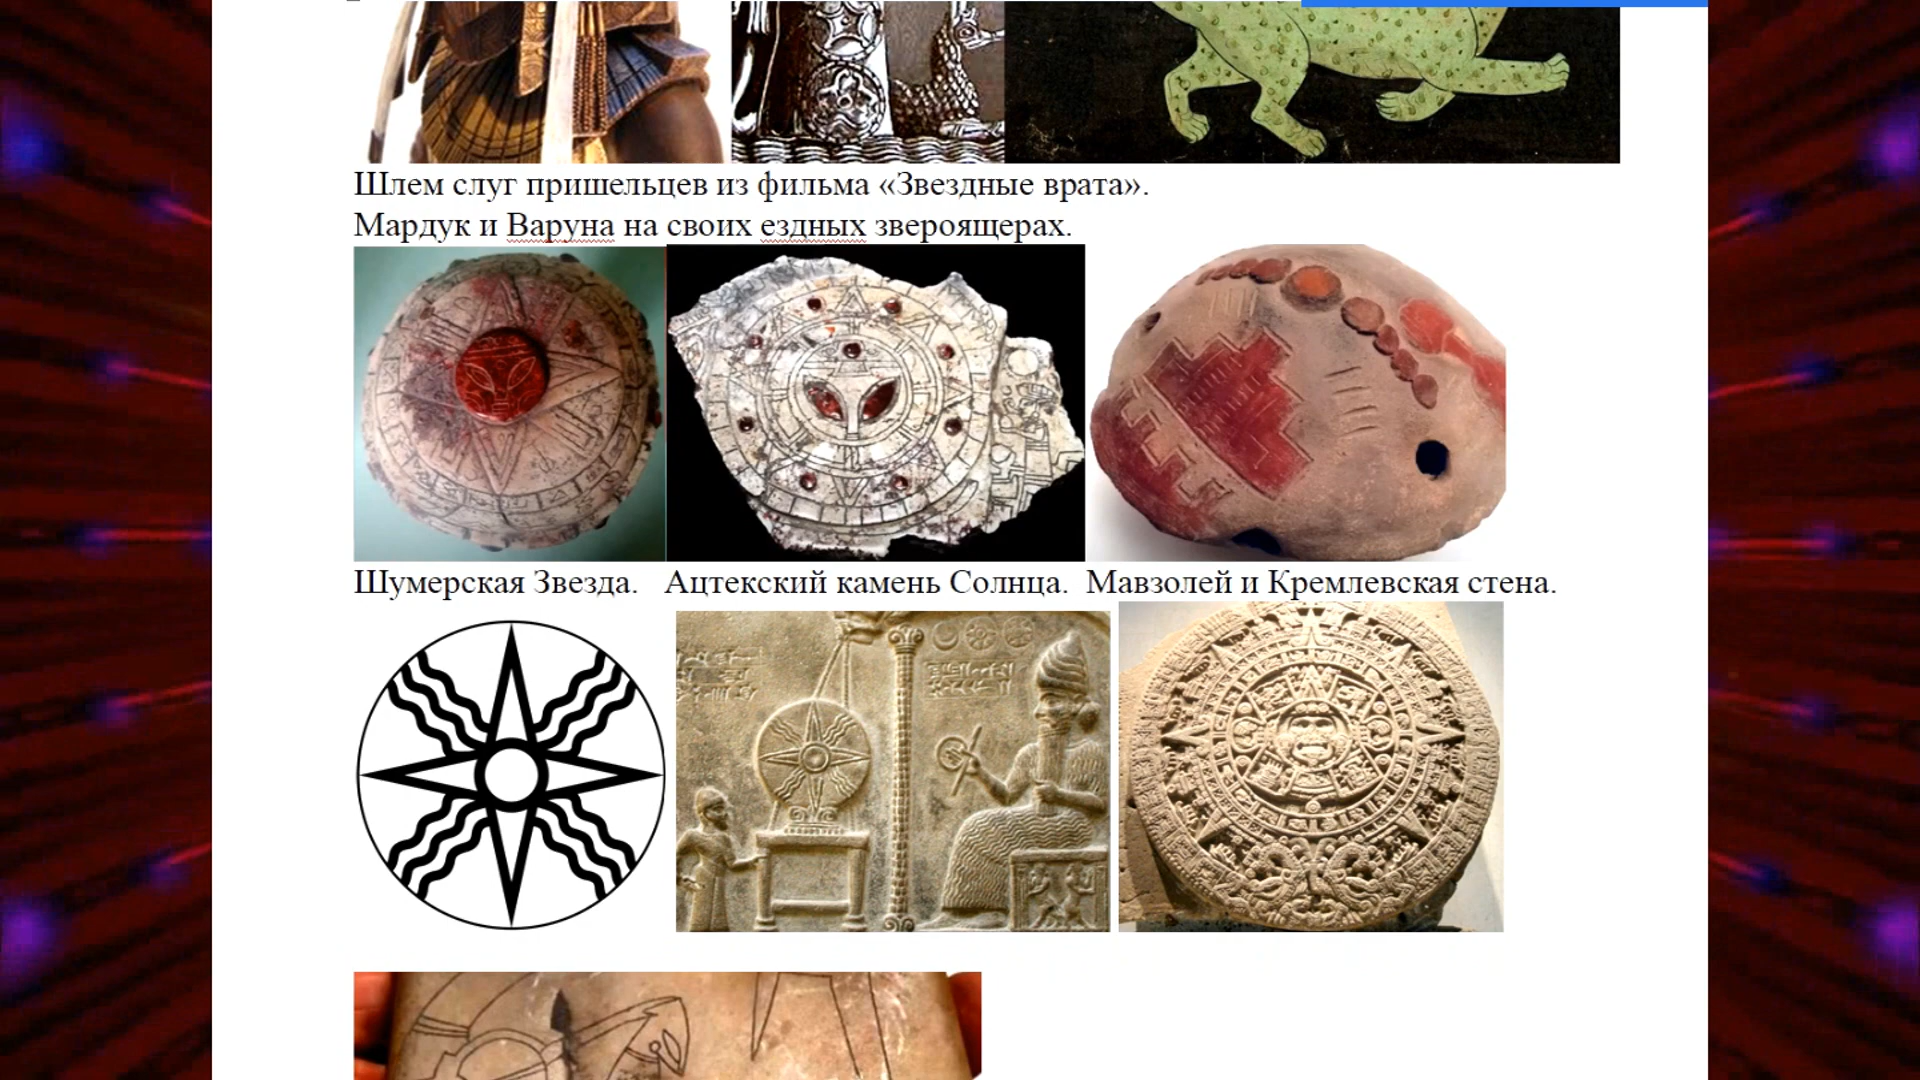 Шлем слуг пришельцев из фильма «Звездные врата».
Мардук и Варуна на своих ездных звероящерах.
Шумерская Звезда. Ацтекский камень Солнца. Мавзолей и Кремлевская стена.